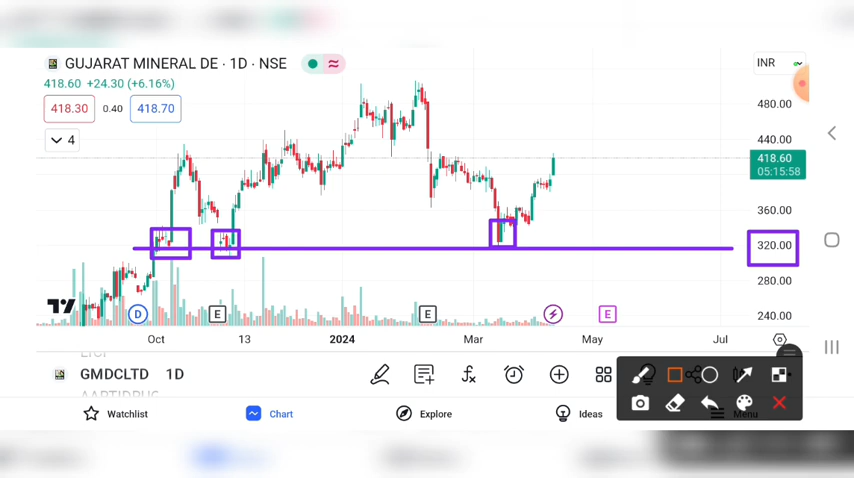 GUJARAT MINERAL DE · 1D · NSE
INR
418.60 +24.30 (+6.16%)
418.30 0.40 418.70
4
480.00
440.00
418.60
05:15:58
360.00
320.00
280.00
240.00
D E E E
Oct 13 2024 Mar May Jul
GMDCLTD 1D
Watchlist Chart Explore Ideas Menu